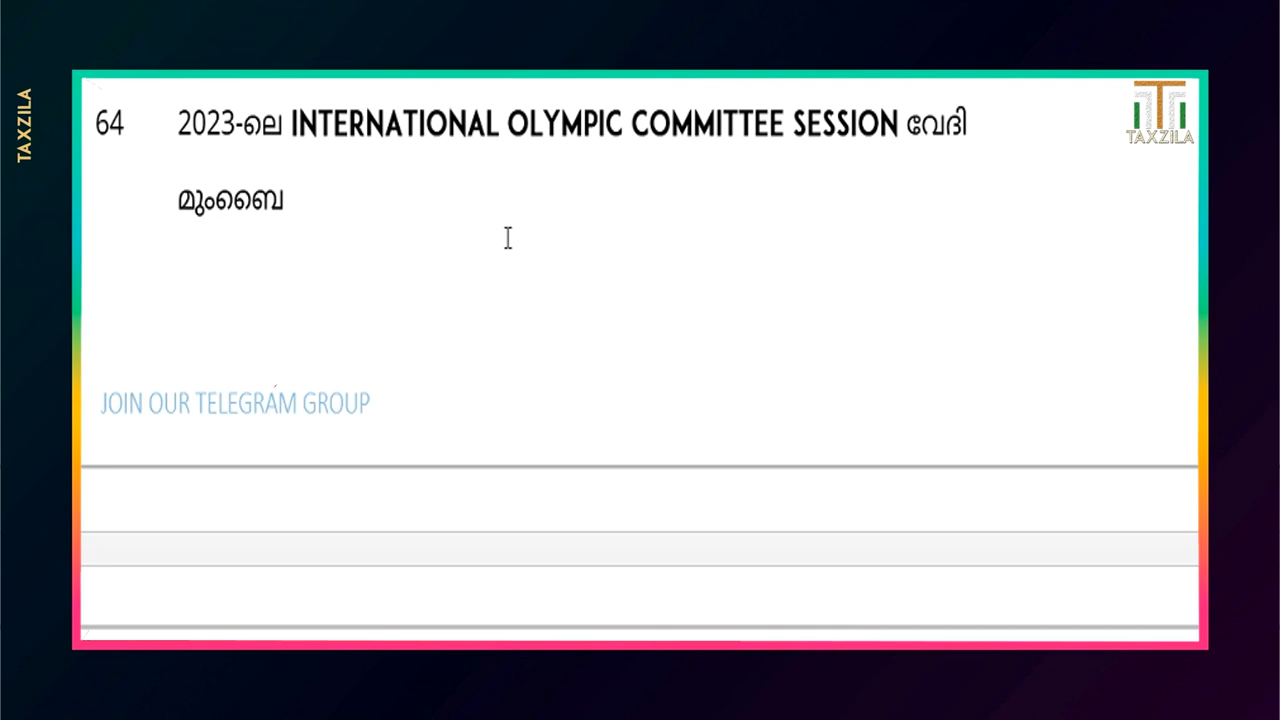 TAXZILA
64 2023-ലെ INTERNATIONAL OLYMPIC COMMITTEE SESSION വേദി
TAXZILA
മുംബൈ
JOIN OUR TELEGRAM GROUP